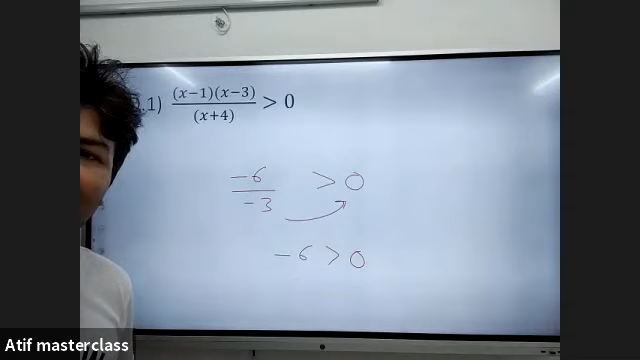 .1) (x−1)(x−3)/(x+4) > 0
−6/−3 > 0
−6 > 0
Atif masterclass